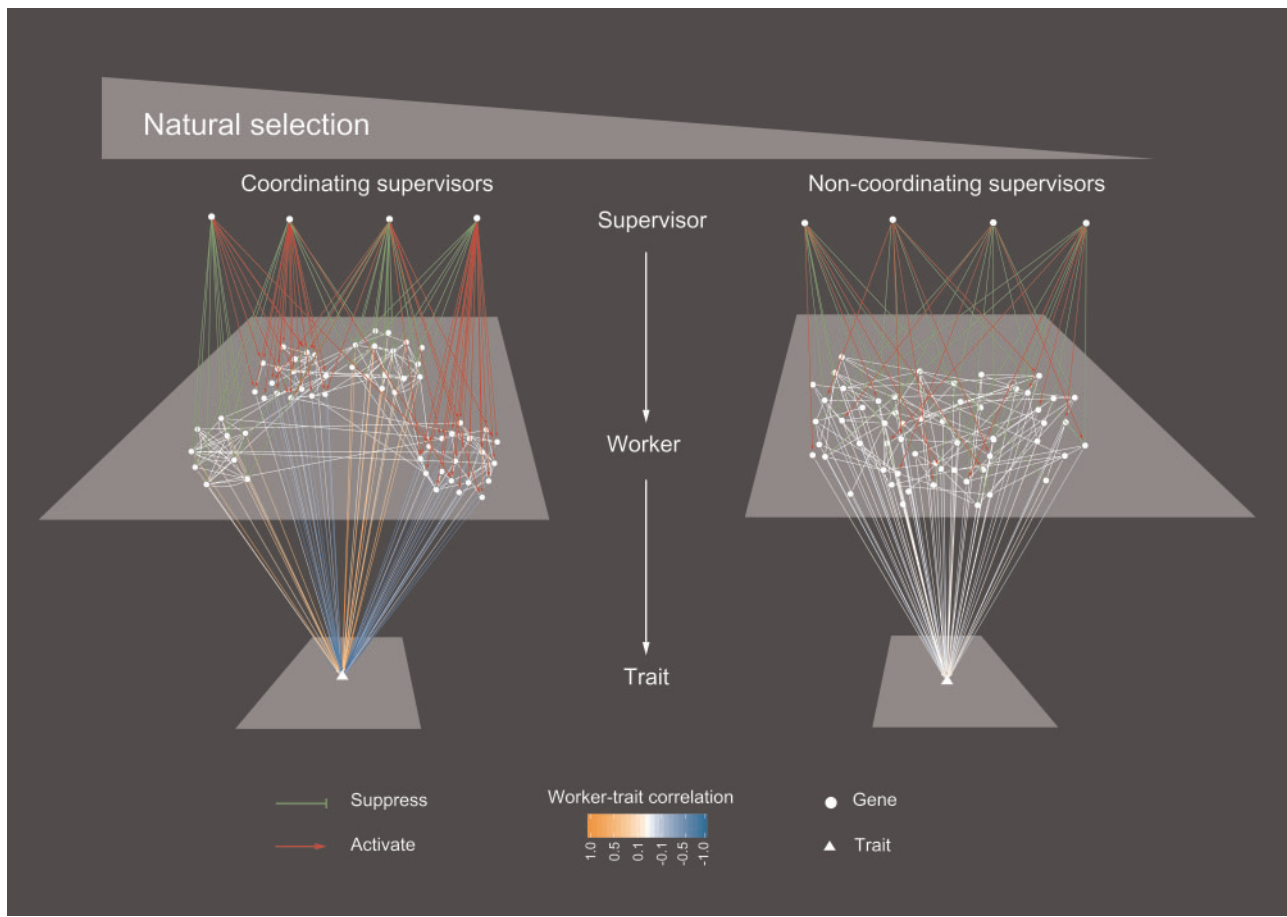 Natural selection
Coordinating supervisors
Non-coordinating supervisors
Supervisor
Worker
Trait
Suppress
Activate
Worker-trait correlation
1.0
0.5
0.1
-0.1
-0.5
-1.0
Gene
Trait